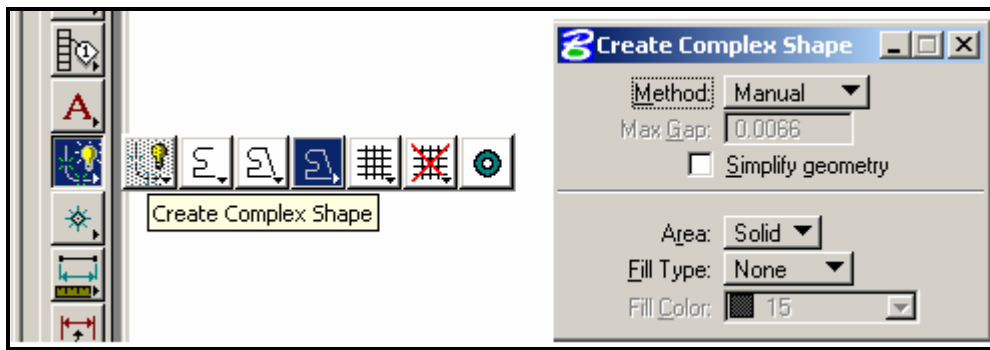 1
A
Create Complex Shape
Create Complex Shape
Method: Manual
Max Gap: 0.0066
Simplify geometry
Area: Solid
Fill Type: None
Fill Color: 15